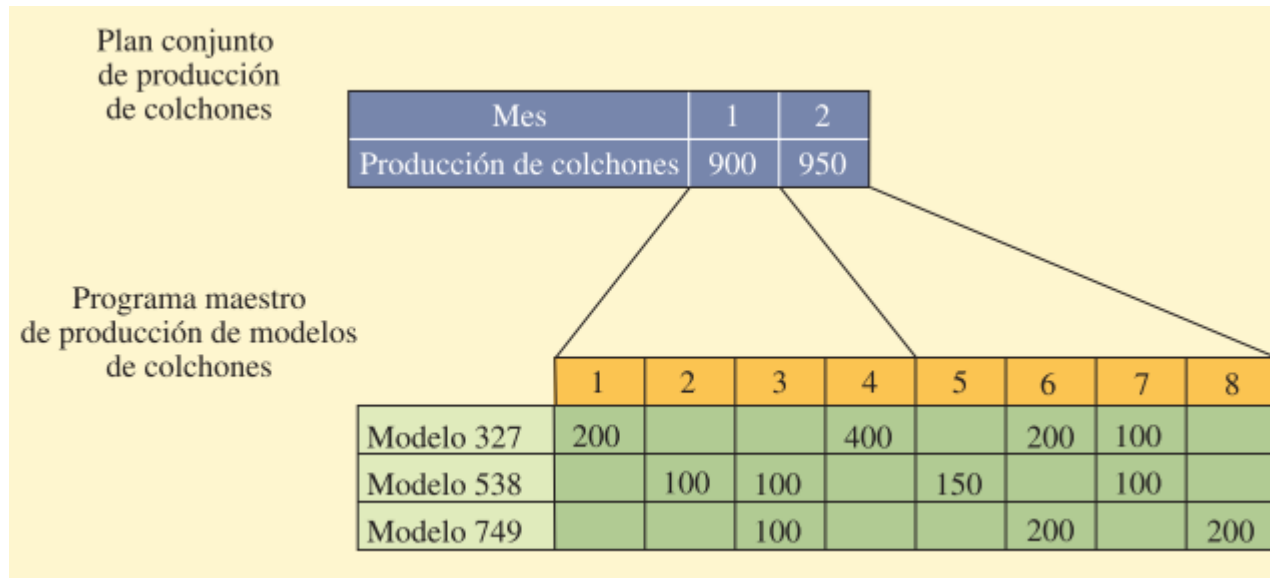 Plan conjunto
de producción
de colchones
Mes 1 2
Producción de colchones 900 950
Programa maestro
de producción de modelos
de colchones
1 2 3 4 5 6 7 8
Modelo 327 200 400 200 100
Modelo 538 100 100 150 100
Modelo 749 100 200 200